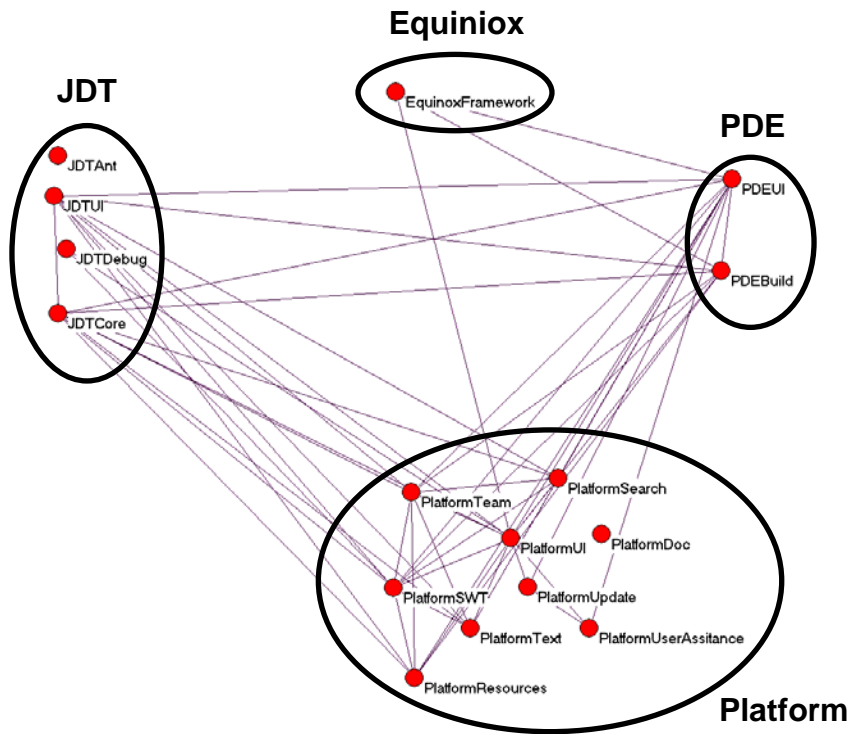 Equiniox
EquinoxFramework
JDT
JDTAnt
JDTUI
JDTDebug
JDTCore
PDE
PDEUI
PDEBuild
PlatformTeam
PlatformSearch
PlatformUI
PlatformDoc
PlatformSWT
PlatformUpdate
PlatformText
PlatformUserAssitance
PlatformResources
Platform